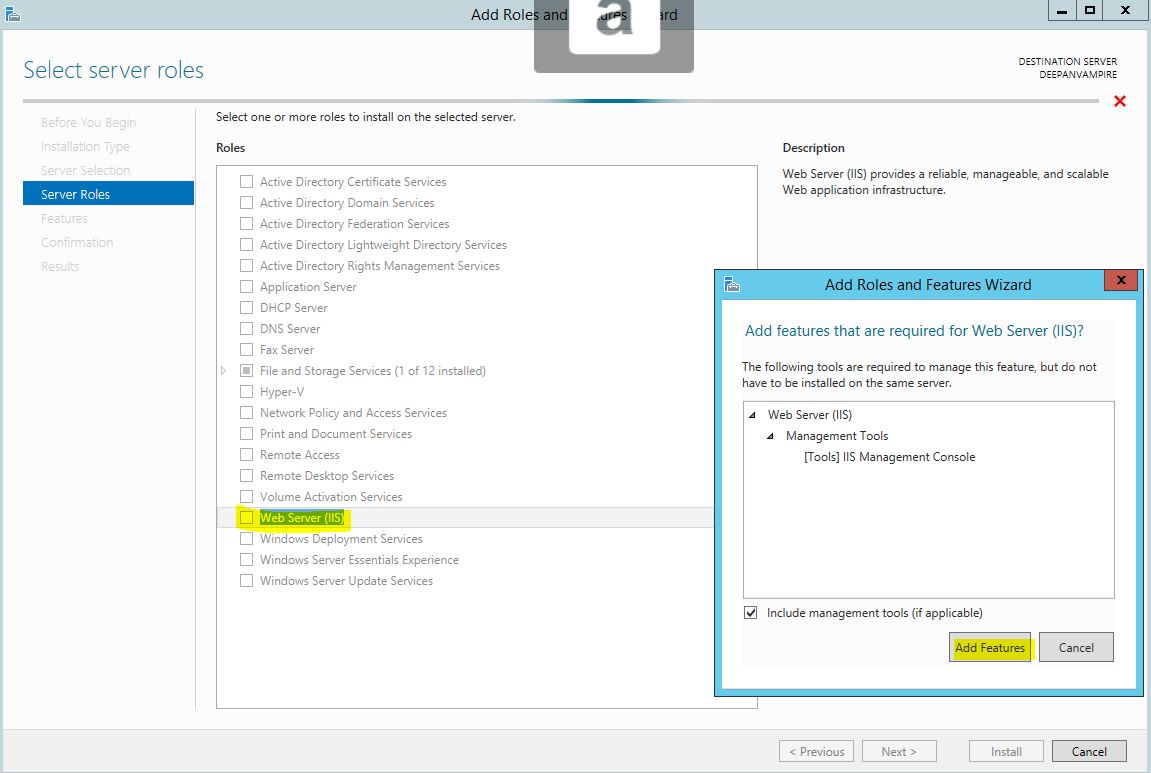 Add Roles and Features Wizard
a
Select server roles
DESTINATION SERVER
DEEPANVAMPIRE
Before You Begin
Installation Type
Server Selection
Server Roles
Features
Confirmation
Results
Select one or more roles to install on the selected server.
Roles
Active Directory Certificate Services
Active Directory Domain Services
Active Directory Federation Services
Active Directory Lightweight Directory Services
Active Directory Rights Management Services
Application Server
DHCP Server
DNS Server
Fax Server
File and Storage Services (1 of 12 installed)
Hyper-V
Network Policy and Access Services
Print and Document Services
Remote Access
Remote Desktop Services
Volume Activation Services
Web Server (IIS)
Windows Deployment Services
Windows Server Essentials Experience
Windows Server Update Services
Description
Web Server (IIS) provides a reliable, manageable, and scalable
Web application infrastructure.
Add Roles and Features Wizard
Add features that are required for Web Server (IIS)?
The following tools are required to manage this feature, but do not
have to be installed on the same server.
Web Server (IIS)
Management Tools
[Tools] IIS Management Console
Include management tools (if applicable)
Add Features
Cancel
< Previous
Next >
Install
Cancel